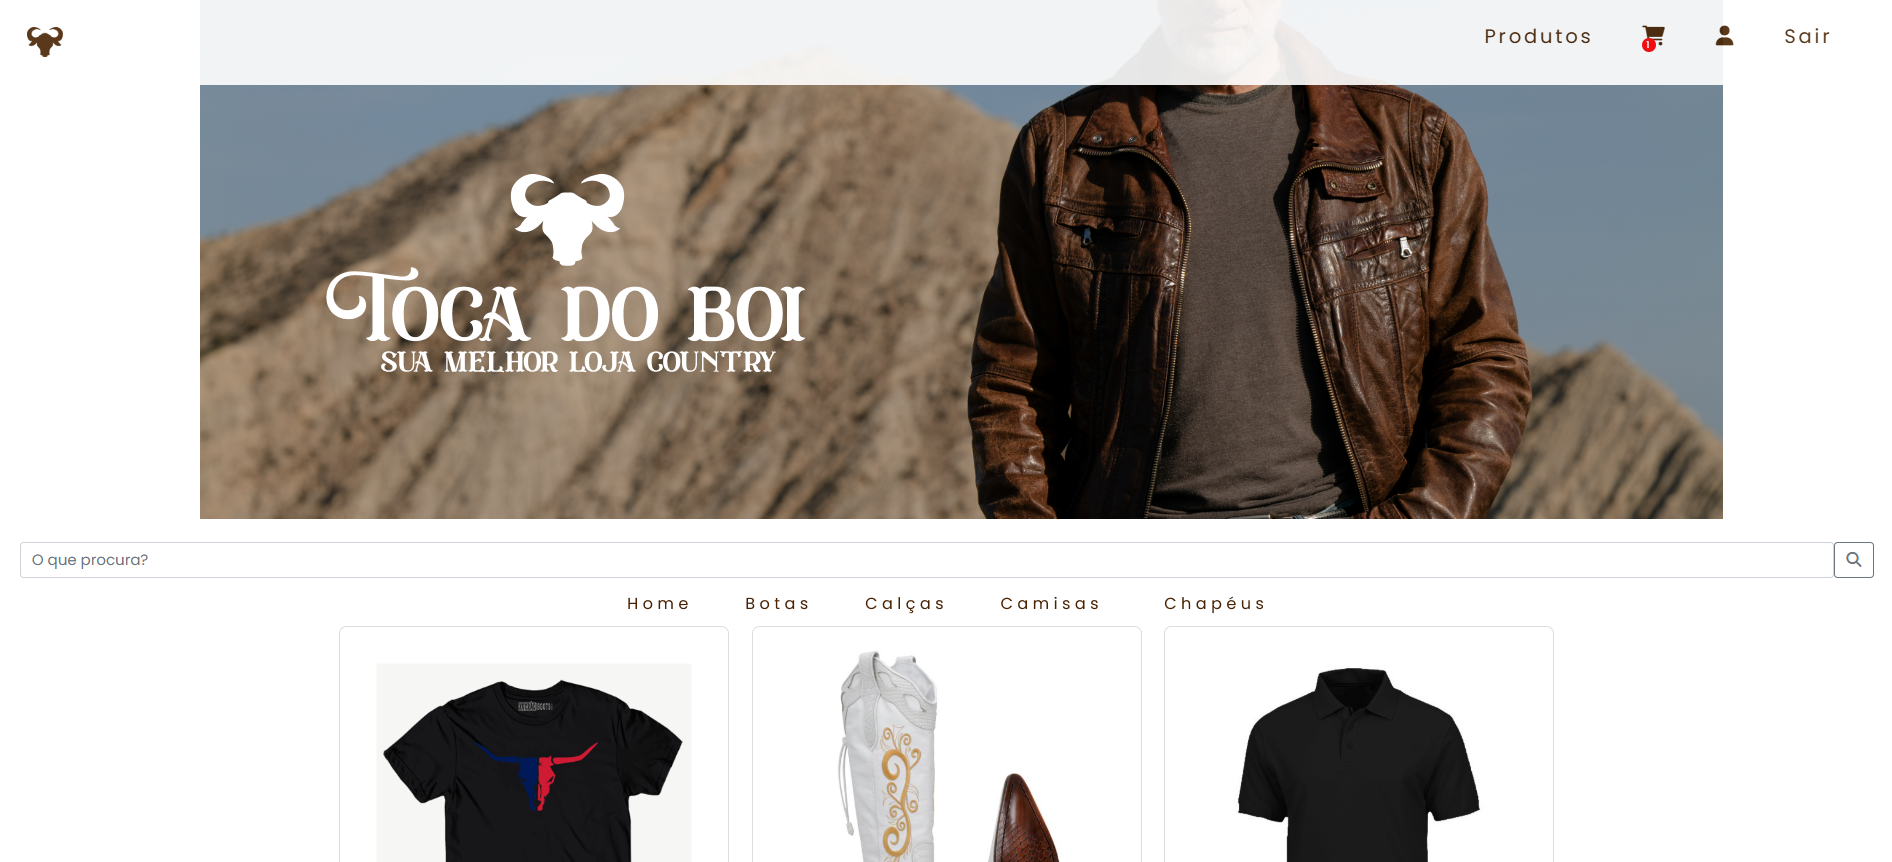 Produtos
1
Sair
Toca do Boi
Sua melhor loja country
O que procura?
Home Botas Calças Camisas Chapéus